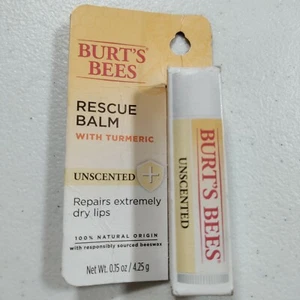 BURT'S
BEES
RESCUE
BALM
WITH TURMERIC
UNSCENTED
Repairs extremely
dry lips
100% NATURAL ORIGIN
with responsibly sourced beeswax
Net Wt. 0.15 oz / 4.25 g
BURT'S BEES
UNSCENTED